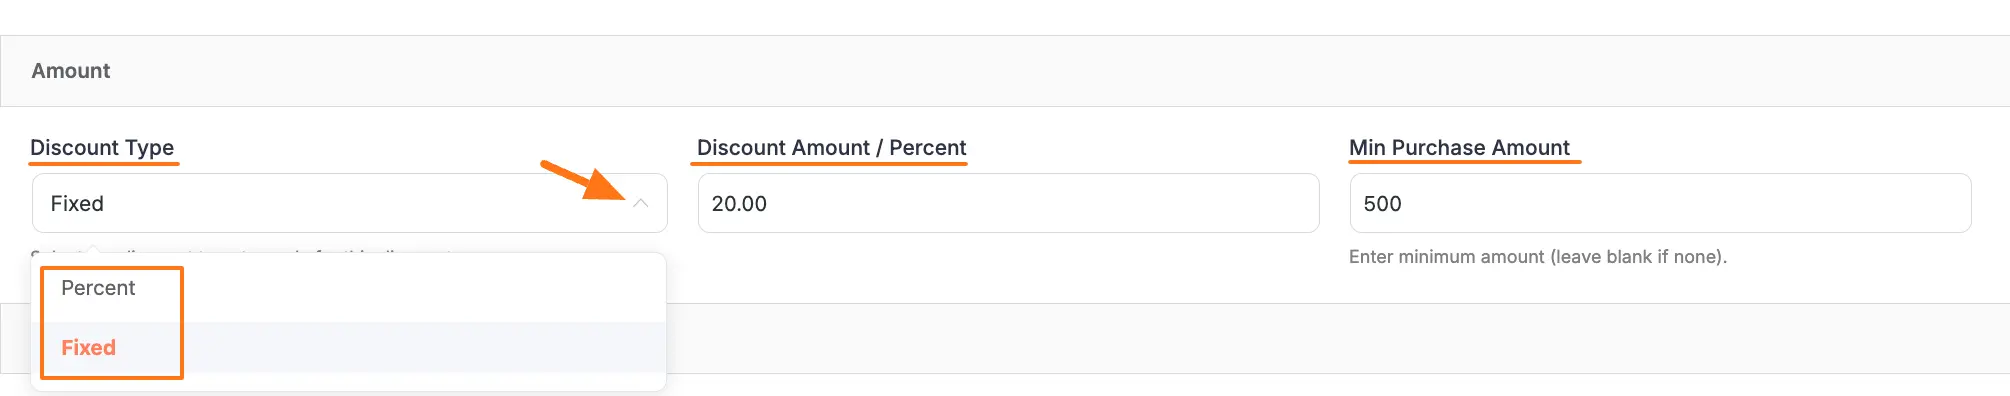 Amount
Discount Type
Discount Amount / Percent
Min Purchase Amount
Fixed
20.00
500
Enter minimum amount (leave blank if none).
Percent
Fixed